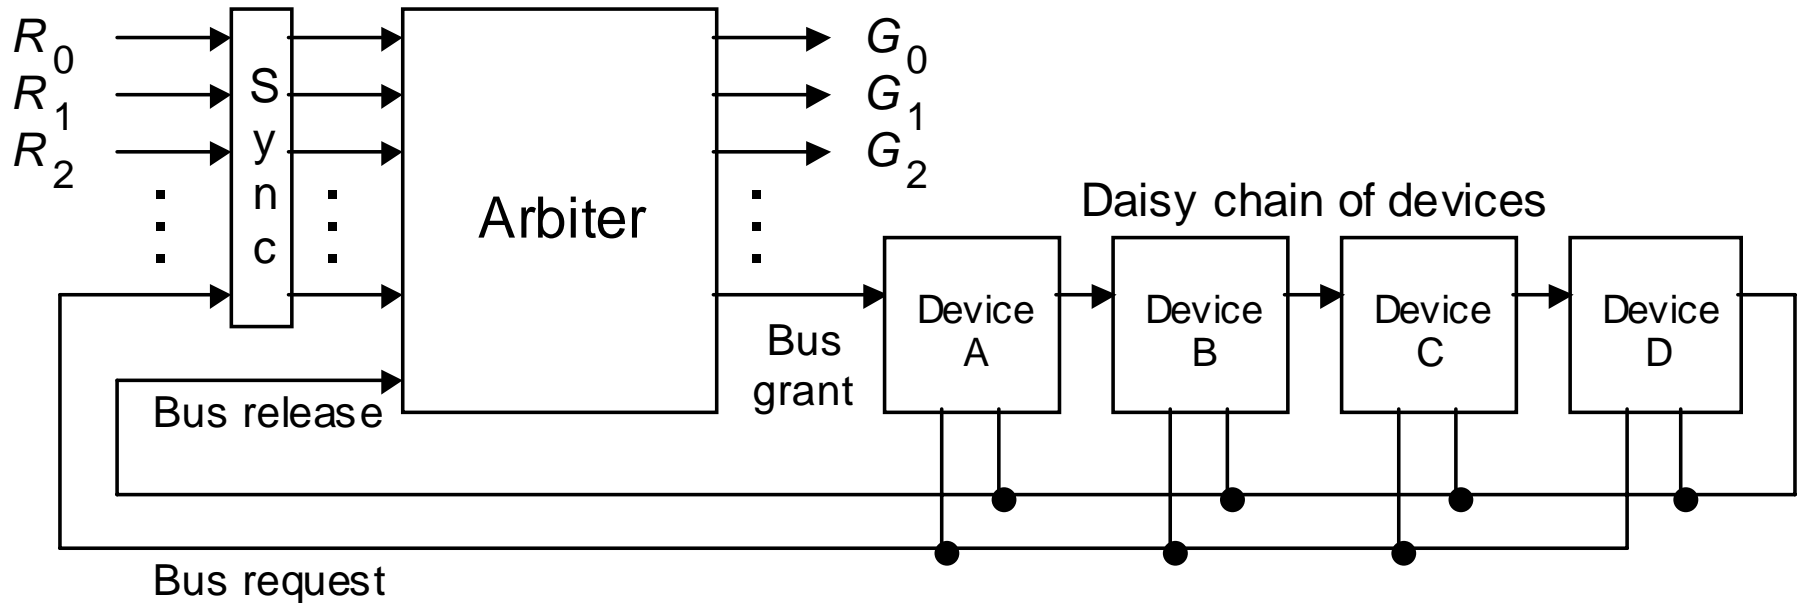 R0
R1
R2
Sync
Arbiter
G0
G1
G2
Daisy chain of devices
Device
A
Device
B
Device
C
Device
D
Bus
grant
Bus release
Bus request